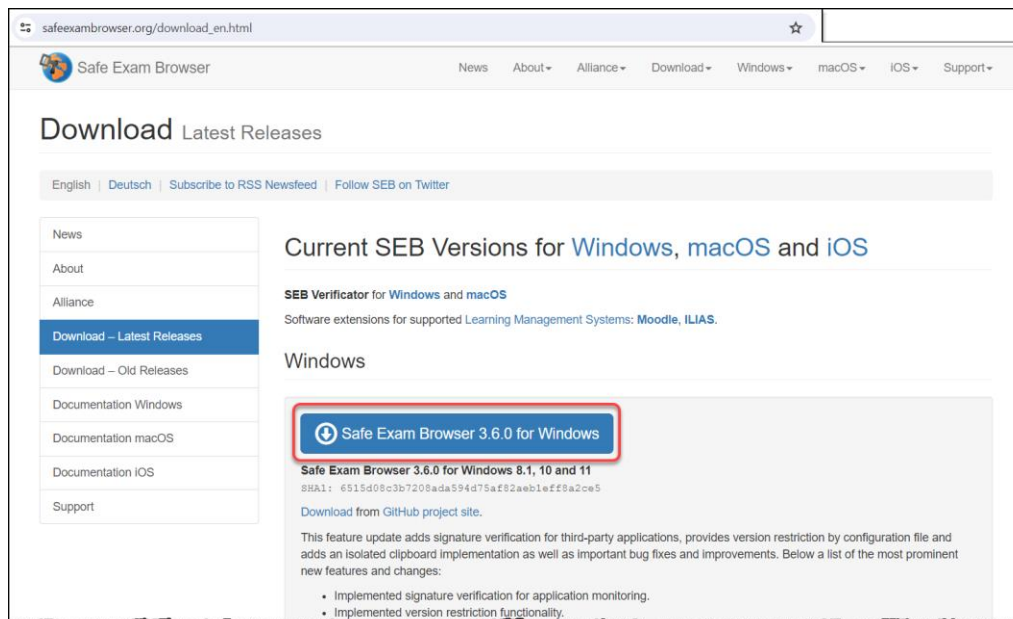 safeexambrowser.org/download_en.html
Safe Exam Browser
News About Alliance Download Windows macOS iOS Support
Download Latest Releases
English | Deutsch | Subscribe to RSS Newsfeed | Follow SEB on Twitter
News
About
Alliance
Download – Latest Releases
Download – Old Releases
Documentation Windows
Documentation macOS
Documentation iOS
Support
Current SEB Versions for Windows, macOS and iOS
SEB Verificator for Windows and macOS
Software extensions for supported Learning Management Systems: Moodle, ILIAS.
Windows
Safe Exam Browser 3.6.0 for Windows
Safe Exam Browser 3.6.0 for Windows 8.1, 10 and 11
SHA1: 6515d08c3b7208ada594d75af82aeb1eff8a2ce5
Download from GitHub project site.
This feature update adds signature verification for third-party applications, provides version restriction by configuration file and
adds an isolated clipboard implementation as well as important bug fixes and improvements. Below a list of the most prominent
new features and changes:
• Implemented signature verification for application monitoring.
• Implemented version restriction functionality.